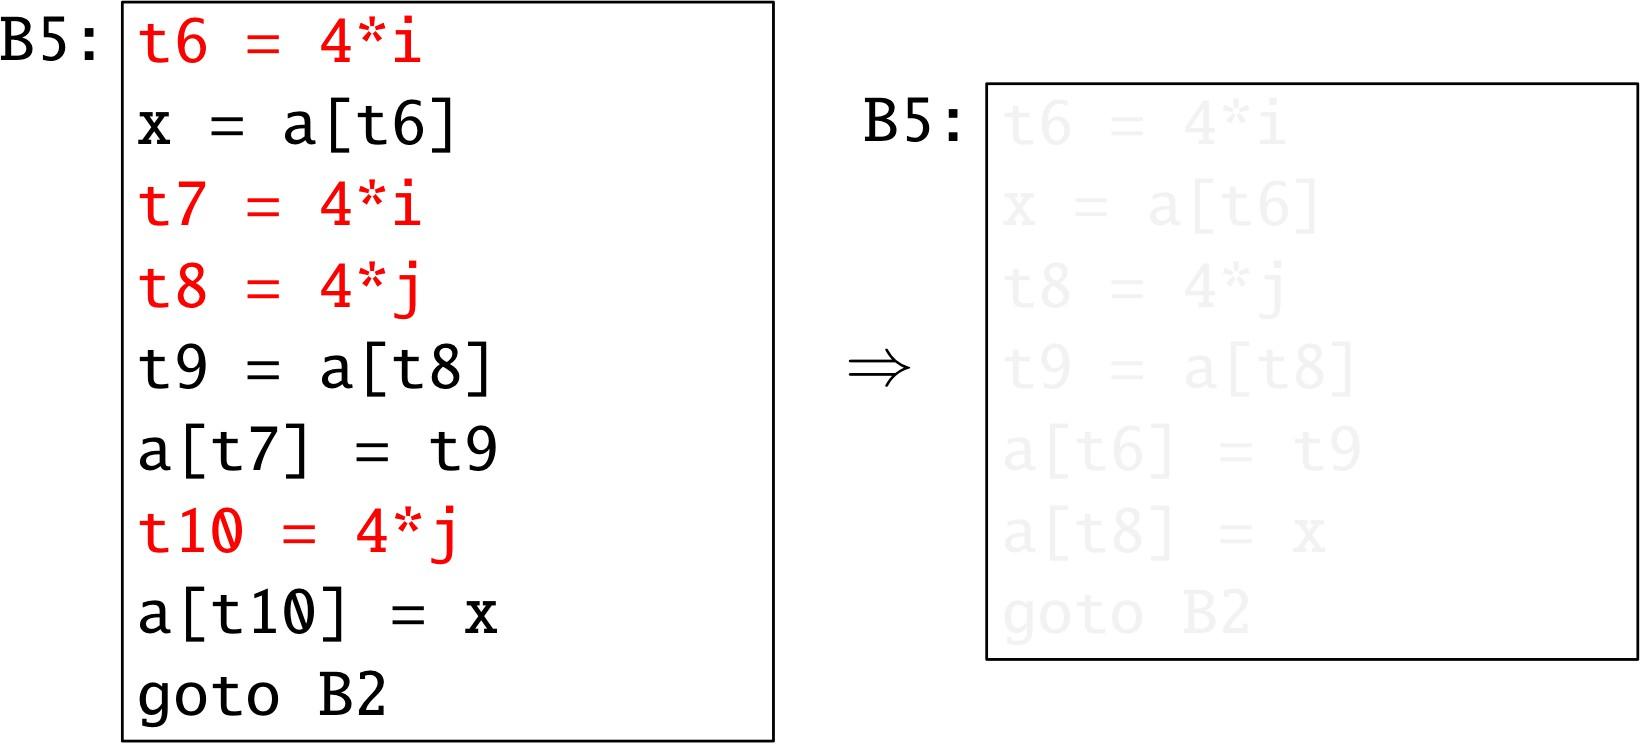 B5:
t6 = 4*i
x = a[t6]
t7 = 4*i
t8 = 4*j
t9 = a[t8]
a[t7] = t9
t10 = 4*j
a[t10] = x
goto B2
⇒
B5:
t6 = 4*i
x = a[t6]
t8 = 4*j
t9 = a[t8]
a[t6] = t9
a[t8] = x
goto B2